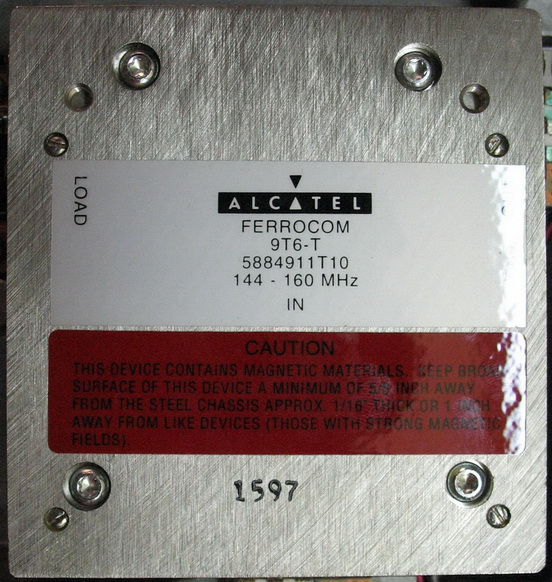 LOAD
ALCATEL
FERROCOM
9T6-T
5884911T10
144 - 160 MHz
IN
CAUTION
THIS DEVICE CONTAINS MAGNETIC MATERIALS. KEEP BROAD
SURFACE OF THIS DEVICE A MINIMUM OF 5/8 INCH AWAY
FROM THE STEEL CHASSIS APPROX. 1/16" THICK OR 1 INCH
AWAY FROM LIKE DEVICES (THOSE WITH STRONG MAGNETIC
FIELDS).
1597